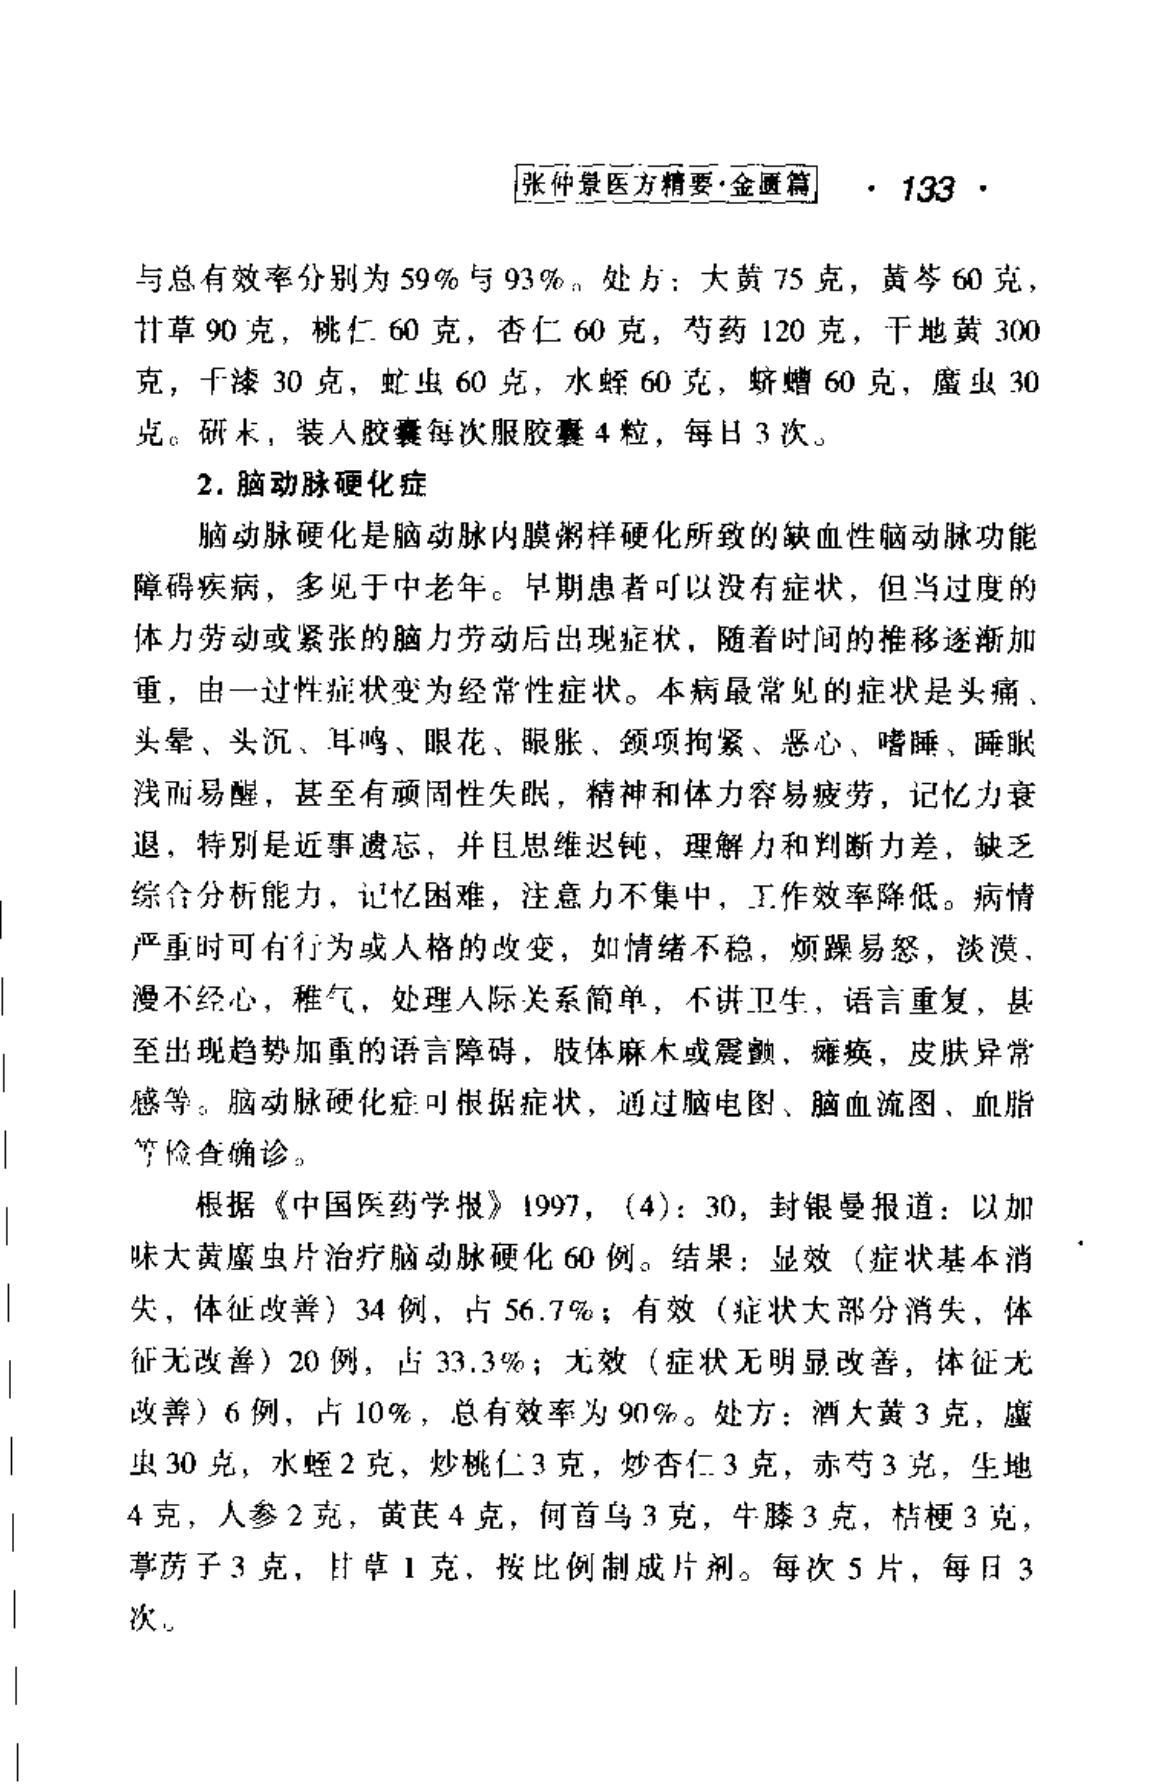 张仲景医方精要·金匮篇 · 133 ·
与总有效率分别为59%与93%。处方：大黄75克，黄芩60克，
甘草90克，桃仁60克，杏仁60克，芍药120克，干地黄300
克，干漆30克，虻虫60克，水蛭60克，蛴螬60克，䗪虫30
克。研末，装入胶囊每次服胶囊4粒，每日3次。
2. 脑动脉硬化症
脑动脉硬化是脑动脉内膜粥样硬化所致的缺血性脑动脉功能
障碍疾病，多见于中老年。早期患者可以没有症状，但当过度的
体力劳动或紧张的脑力劳动后出现症状，随着时间的推移逐渐加
重，由一过性症状变为经常性症状。本病最常见的症状是头痛、
头晕、头沉、耳鸣、眼花、眼胀、颈项拘紧、恶心、嗜睡、睡眠
浅而易醒，甚至有顽固性失眠，精神和体力容易疲劳，记忆力衰
退，特别是近事遗忘，并且思维迟钝，理解力和判断力差，缺乏
综合分析能力，记忆困难，注意力不集中，工作效率降低。病情
严重时可有行为或人格的改变，如情绪不稳，烦躁易怒，淡漠、
漫不经心，稚气，处理人际关系简单，不讲卫生，语言重复，甚
至出现趋势加重的语言障碍，肢体麻木或震颤，瘫痪，皮肤异常
感等。脑动脉硬化症可根据症状，通过脑电图、脑血流图、血脂
等检查确诊。
根据《中国医药学报》1997，（4）：30，封银曼报道：以加
味大黄䗪虫片治疗脑动脉硬化60例。结果：显效（症状基本消
失，体征改善）34例，占56.7%；有效（症状大部分消失，体
征无改善）20例，占33.3%；无效（症状无明显改善，体征无
改善）6例，占10%，总有效率为90%。处方：酒大黄3克，䗪
虫30克，水蛭2克，炒桃仁3克，炒杏仁3克，赤芍3克，生地
4克，人参2克，黄芪4克，何首乌3克，牛膝3克，桔梗3克，
葶苈子3克，甘草1克，按比例制成片剂。每次5片，每日3
次。